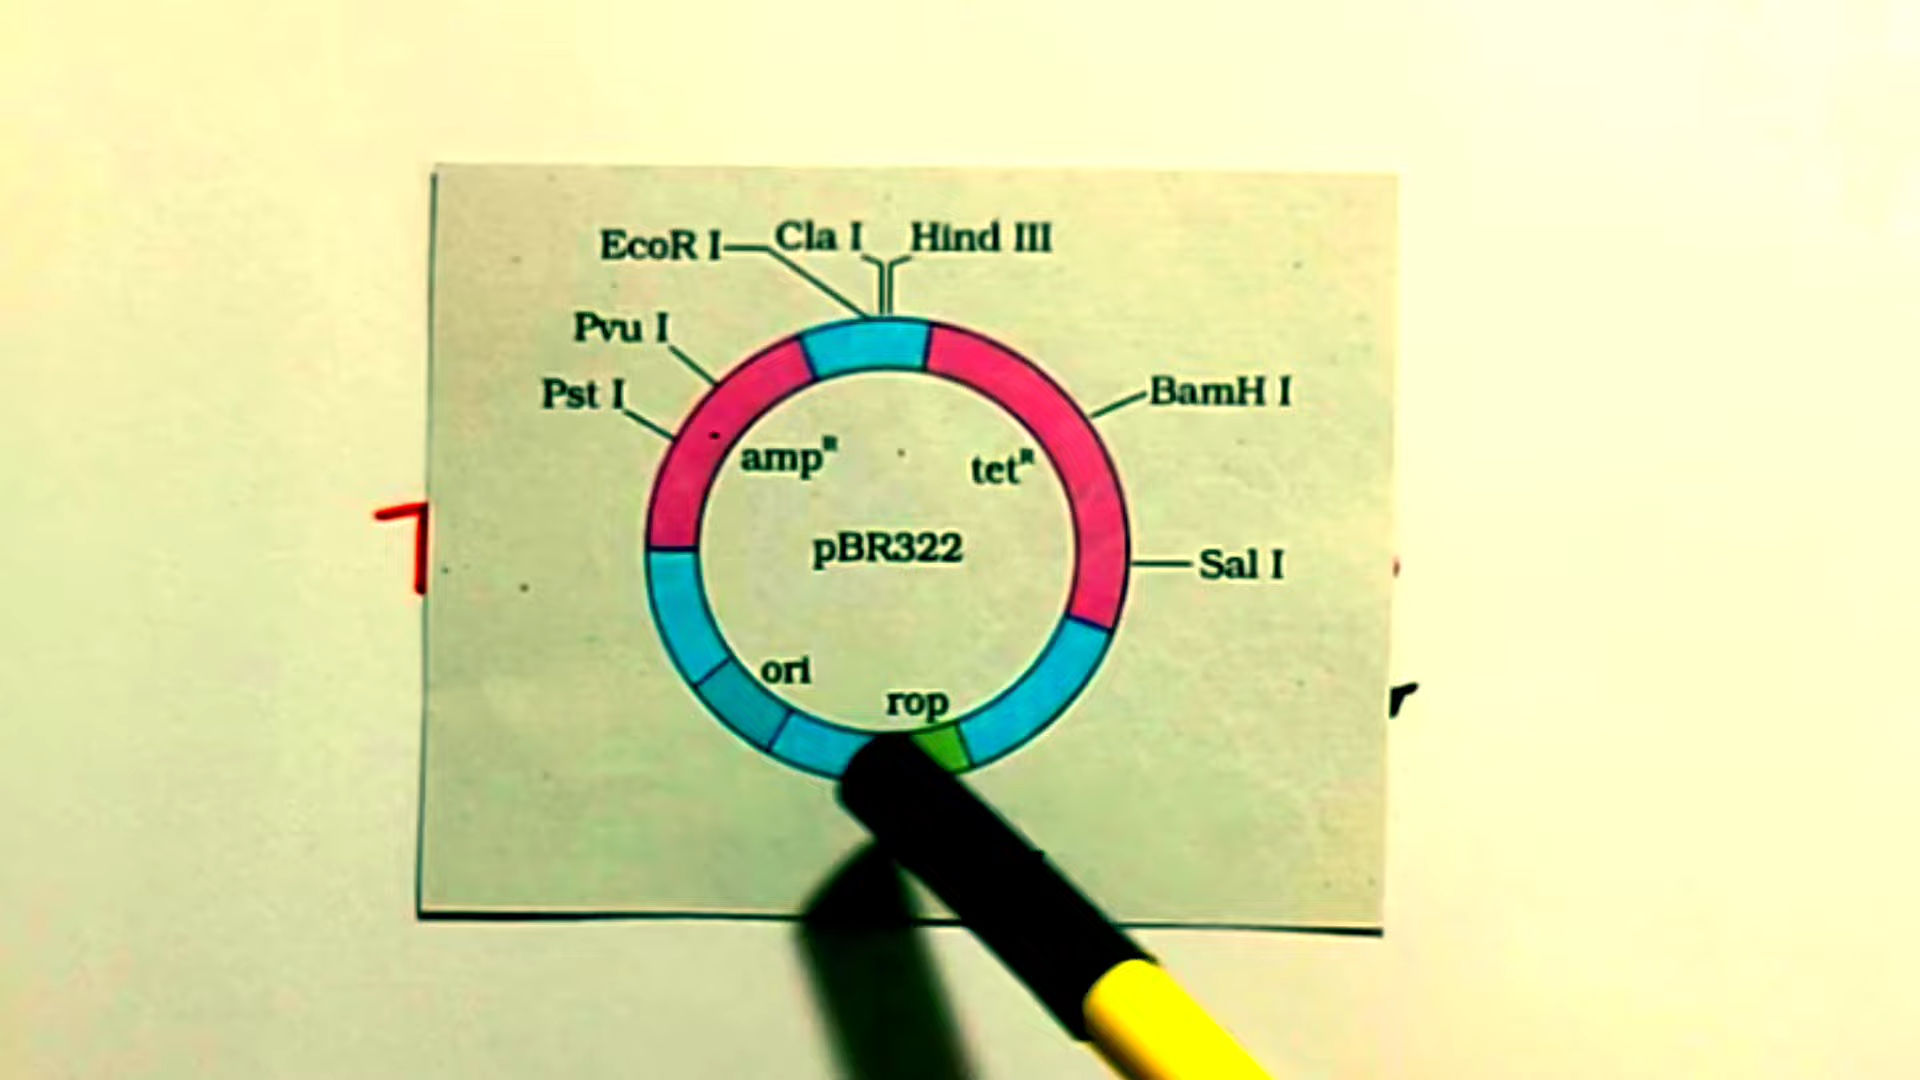 EcoR I
Cla I
Hind III
Pvu I
Pst I
BamH I
amp^R
tet^R
pBR322
Sal I
ori
rop